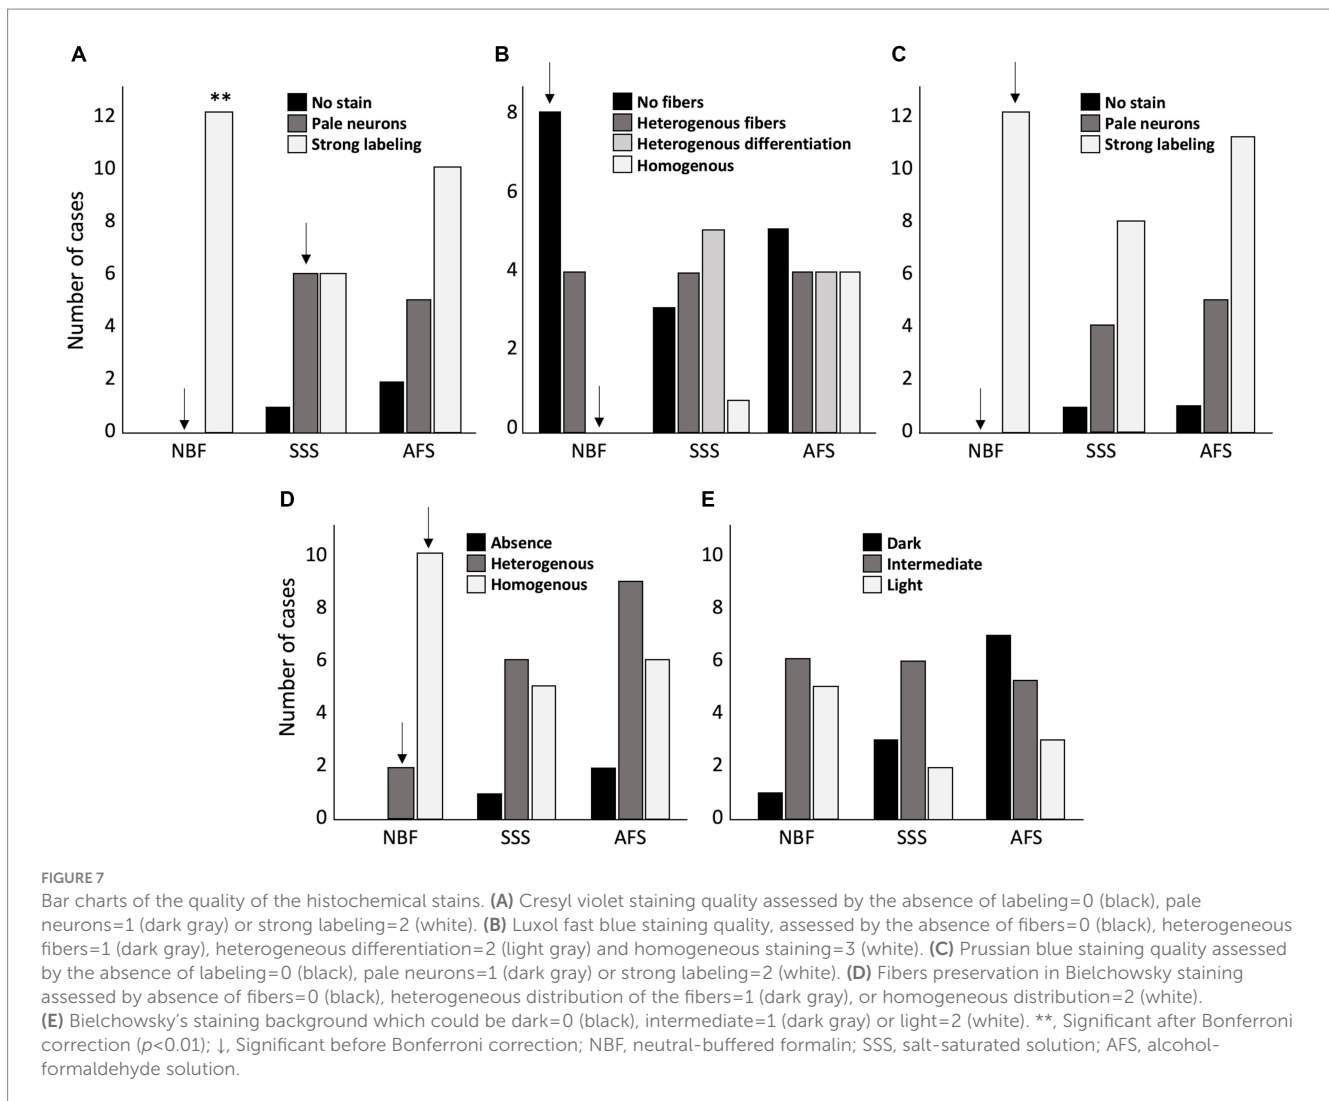 A
**
No stain
Pale neurons
Strong labeling
Number of cases
12
10
8
6
4
2
0
NBF
SSS
AFS
B
No fibers
Heterogenous fibers
Heterogenous differentiation
Homogenous
8
6
4
2
0
NBF
SSS
AFS
C
No stain
Pale neurons
Strong labeling
12
10
8
6
4
2
0
NBF
SSS
AFS
D
Absence
Heterogenous
Homogenous
Number of cases
10
8
6
4
2
0
NBF
SSS
AFS
E
Dark
Intermediate
Light
10
8
6
4
2
0
NBF
SSS
AFS
FIGURE 7
Bar charts of the quality of the histochemical stains. (A) Cresyl violet staining quality assessed by the absence of labeling=0 (black), pale
neurons=1 (dark gray) or strong labeling=2 (white). (B) Luxol fast blue staining quality, assessed by the absence of fibers=0 (black), heterogeneous
fibers=1 (dark gray), heterogeneous differentiation=2 (light gray) and homogeneous staining=3 (white). (C) Prussian blue staining quality assessed
by the absence of labeling=0 (black), pale neurons=1 (dark gray) or strong labeling=2 (white). (D) Fibers preservation in Bielchowsky staining
assessed by absence of fibers=0 (black), heterogeneous distribution of the fibers=1 (dark gray), or homogeneous distribution=2 (white).
(E) Bielchowsky's staining background which could be dark=0 (black), intermediate=1 (dark gray) or light=2 (white). **, Significant after Bonferroni
correction (p<0.01); ↓, Significant before Bonferroni correction; NBF, neutral-buffered formalin; SSS, salt-saturated solution; AFS, alcohol-
formaldehyde solution.